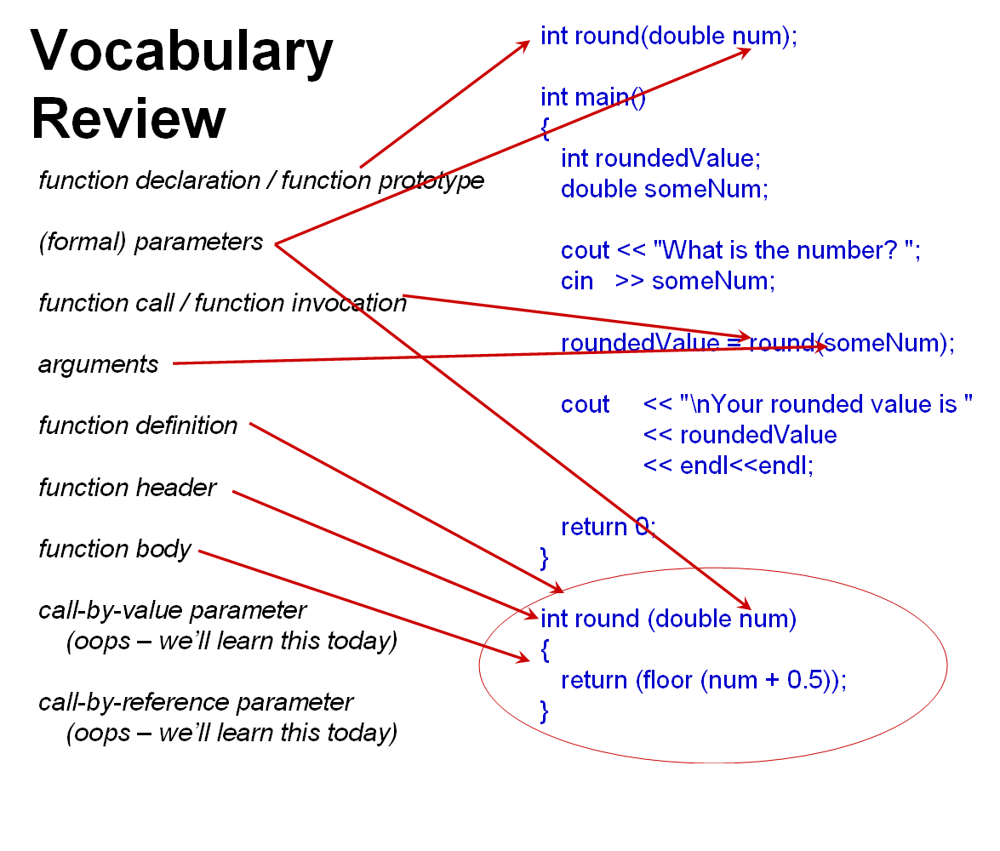 Vocabulary
Review
function declaration / function prototype
(formal) parameters
function call / function invocation
arguments
function definition
function header
function body
call-by-value parameter
(oops – we’ll learn this today)
call-by-reference parameter
(oops – we’ll learn this today)
int round(double num);
int main()
{
int roundedValue;
double someNum;
cout << "What is the number? ";
cin >> someNum;
roundedValue = round(someNum);
cout << "\nYour rounded value is "
<< roundedValue
<< endl<<endl;
return 0;
}
int round (double num)
{
return (floor (num + 0.5));
}